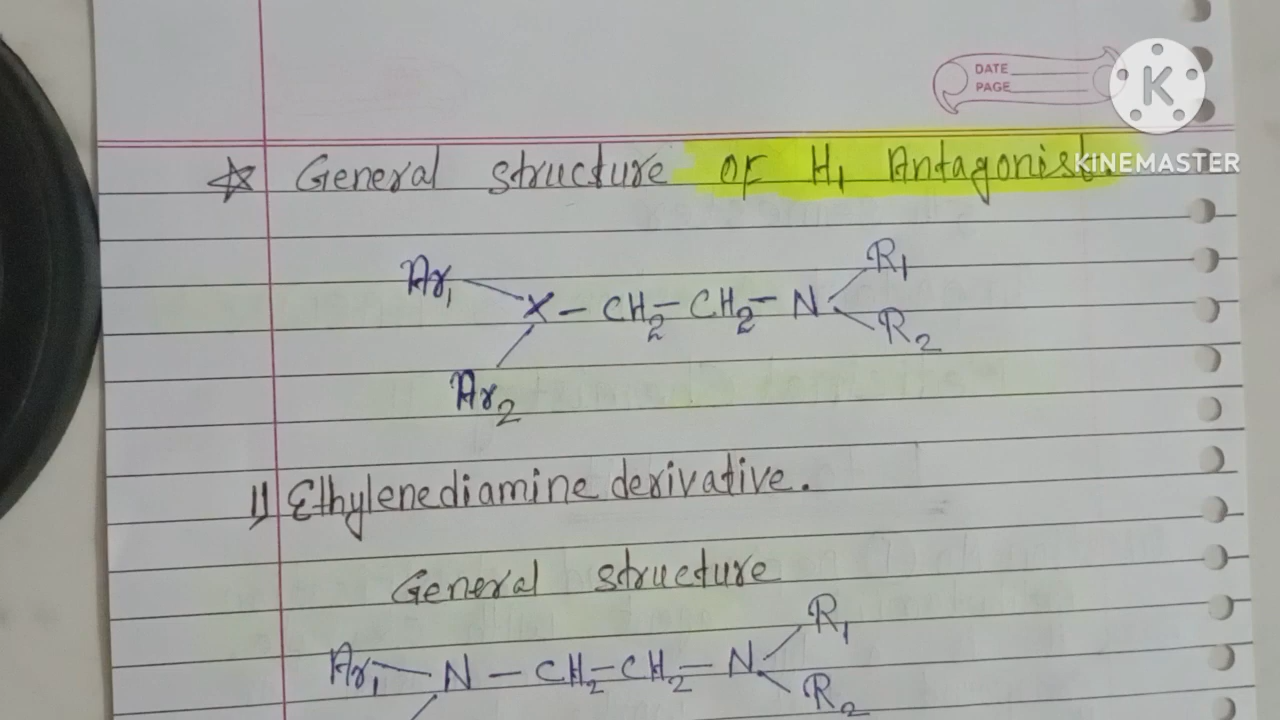 DATE
PAGE
K
KINEMASTER
☆ General structure of H₁ Antagonist.
Ar₁ R₁
X – CH₂ – CH₂ – N
Ar₂ R₂
1) Ethylenediamine derivative.
General structure
R₁
Ar₁ N – CH₂ – CH₂ – N
R₂